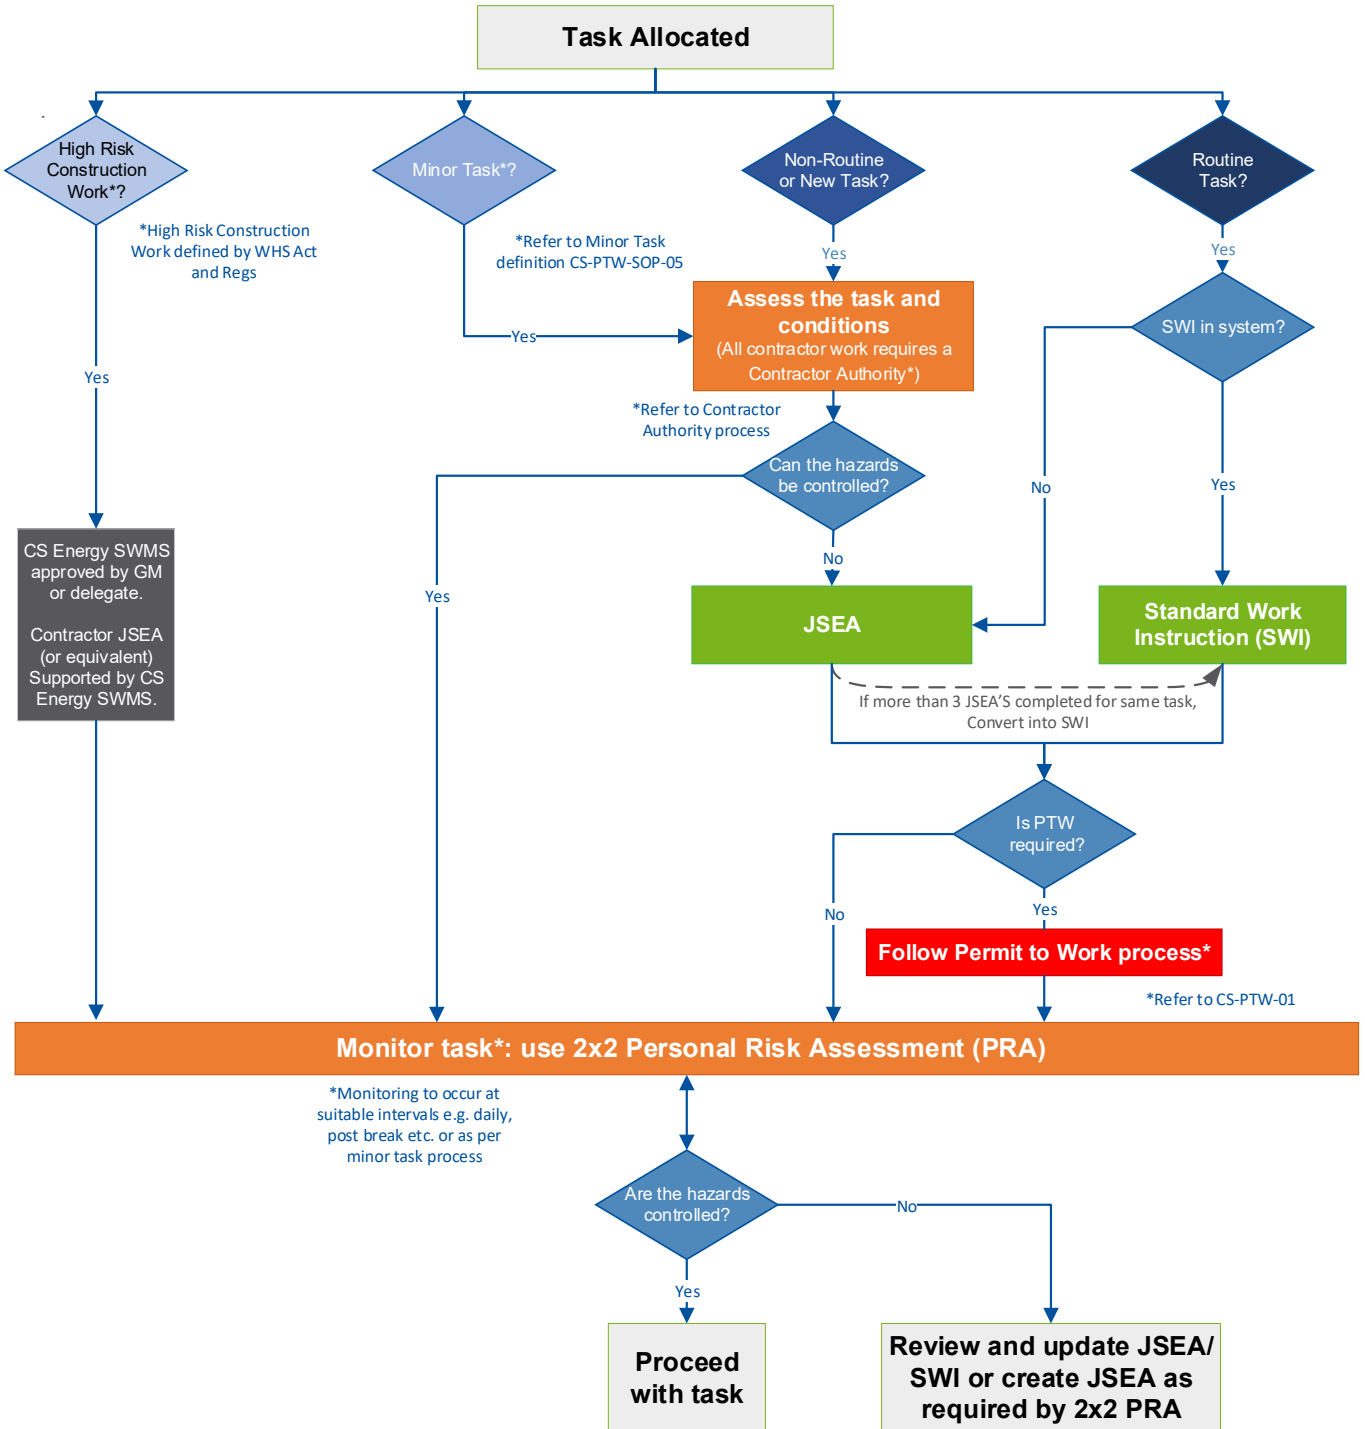 Task Allocated
High Risk
Construction
Work*?
Minor Task*?
Non-Routine
or New Task?
Routine
Task?
*High Risk Construction
Work defined by WHS Act
and Regs
*Refer to Minor Task
definition CS-PTW-SOP-05
Yes
Yes
Assess the task and
conditions
(All contractor work requires a
Contractor Authority*)
SWI in system?
Yes
Yes
*Refer to Contractor
Authority process
Can the hazards
be controlled?
No
Yes
CS Energy SWMS
approved by GM
or delegate.
Contractor JSEA
(or equivalent)
Supported by CS
Energy SWMS.
No
Yes
JSEA
Standard Work
Instruction (SWI)
If more than 3 JSEA'S completed for same task,
Convert into SWI
Is PTW
required?
No
Yes
Follow Permit to Work process*
*Refer to CS-PTW-01
Monitor task*: use 2x2 Personal Risk Assessment (PRA)
*Monitoring to occur at
suitable intervals e.g. daily,
post break etc. or as per
minor task process
Are the hazards
controlled?
No
Yes
Proceed
with task
Review and update JSEA/
SWI or create JSEA as
required by 2x2 PRA